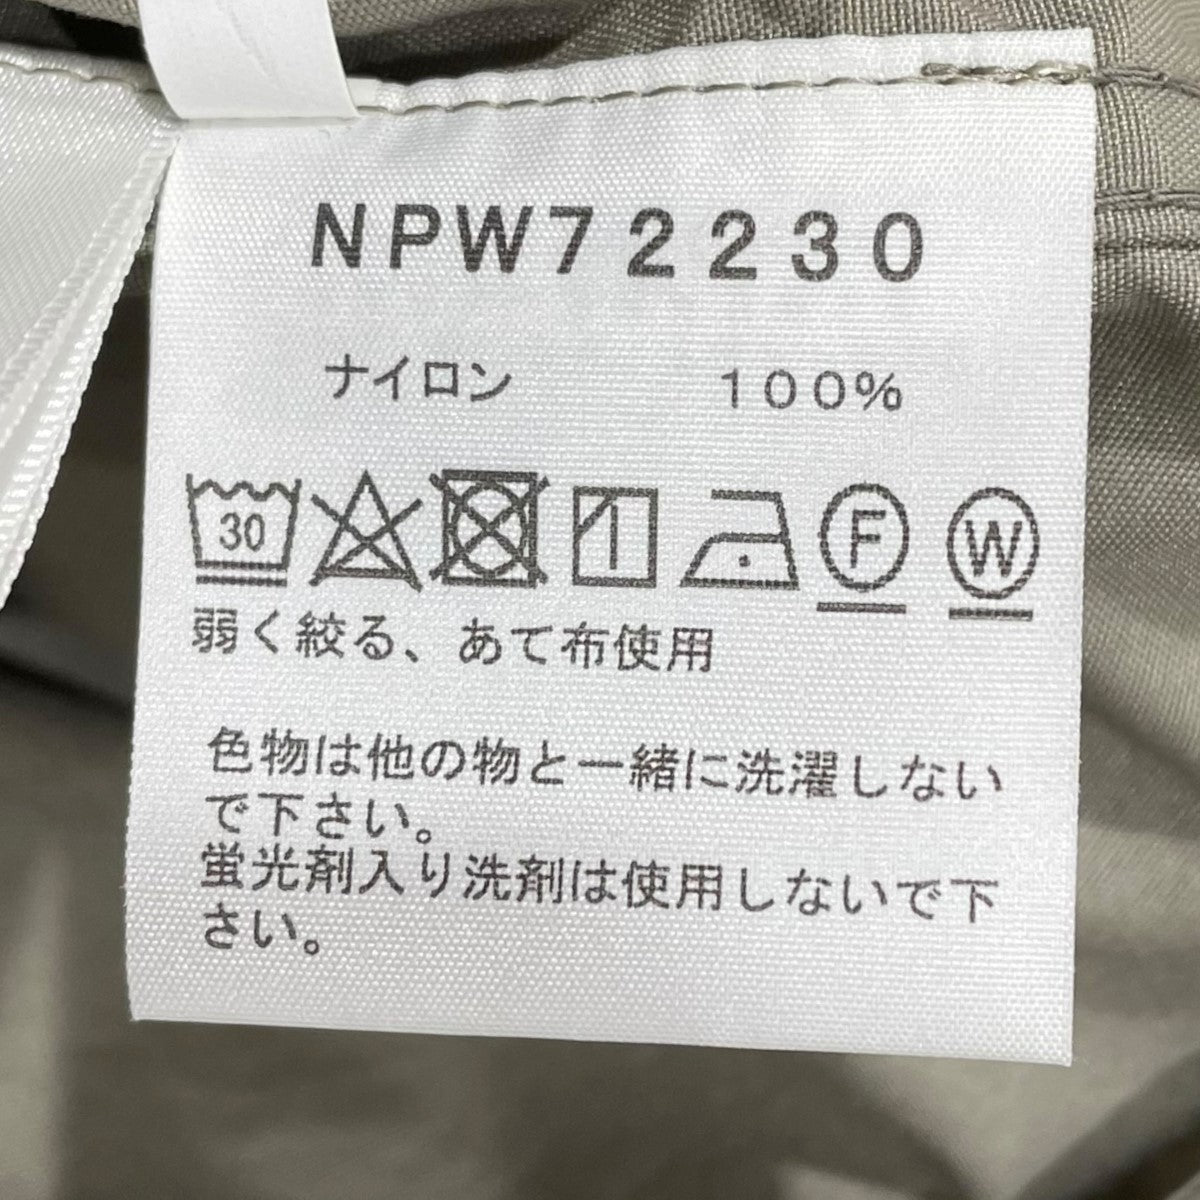 NPW72230
ナイロン 100%
30 F W
弱く絞る、あて布使用
色物は他の物と一緒に洗濯しない
で下さい。
蛍光剤入り洗剤は使用しないで下
さい。